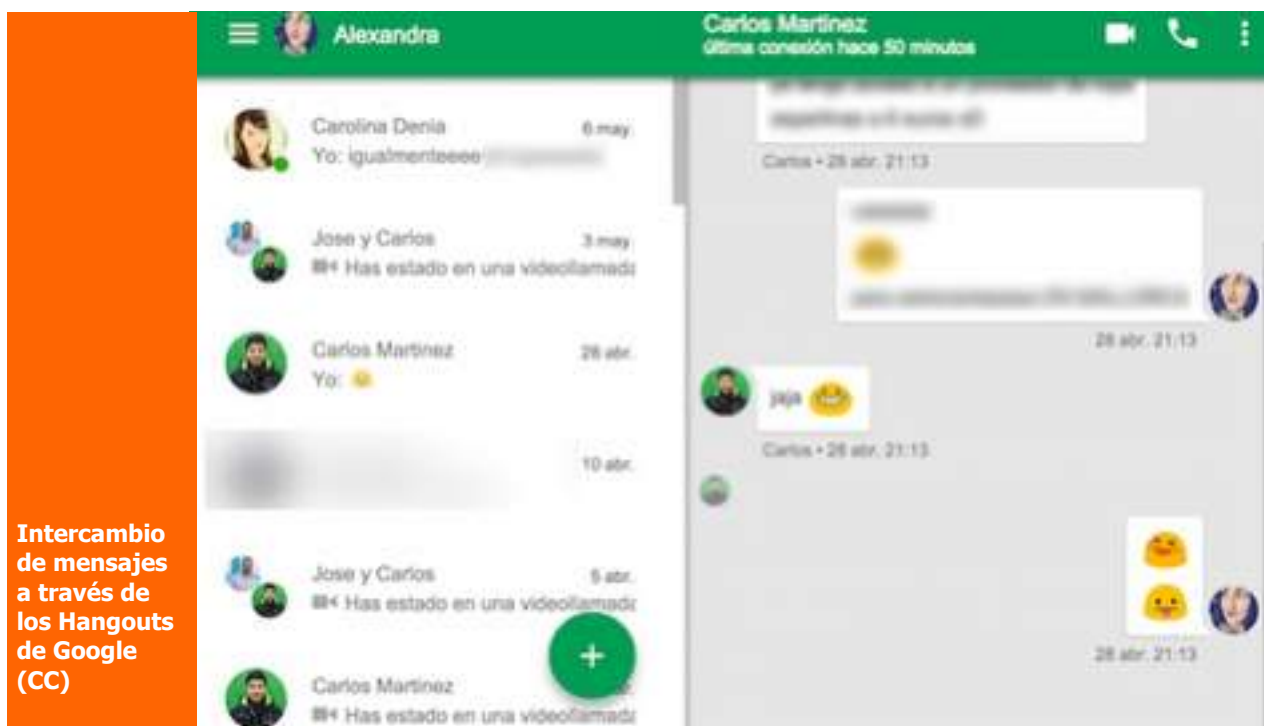 Intercambio
de mensajes
a través de
los Hangouts
de Google
(CC)
Alexandra
Carolina Denia
6 may.
Yo: igualmenteeeo
Jose y Carlos
3 may.
Has estado en una videollamada
Carlos Martinez
28 abr.
Yo:
10 abr.
Jose y Carlos
5 abr.
Has estado en una videollamada
+
Carlos Martinez
Has estado en una videollamada
Carlos Martinez
última conexión hace 50 minutos
Carlos • 28 abr. 21:13
28 abr. 21:13
jaja
Carlos • 28 abr. 21:13
28 abr. 21:13